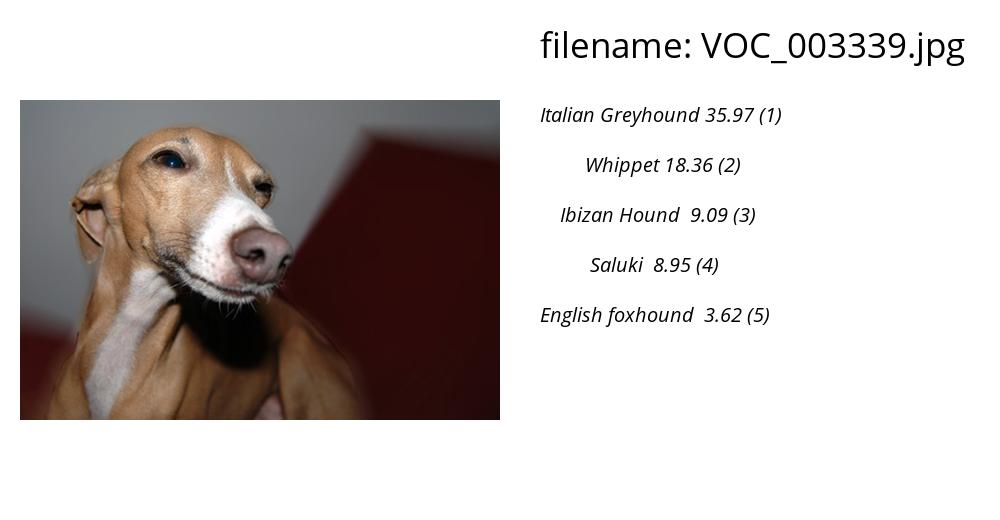 filename: VOC_003339.jpg
Italian Greyhound 35.97 (1)
Whippet 18.36 (2)
Ibizan Hound  9.09 (3)
Saluki  8.95 (4)
English foxhound  3.62 (5)